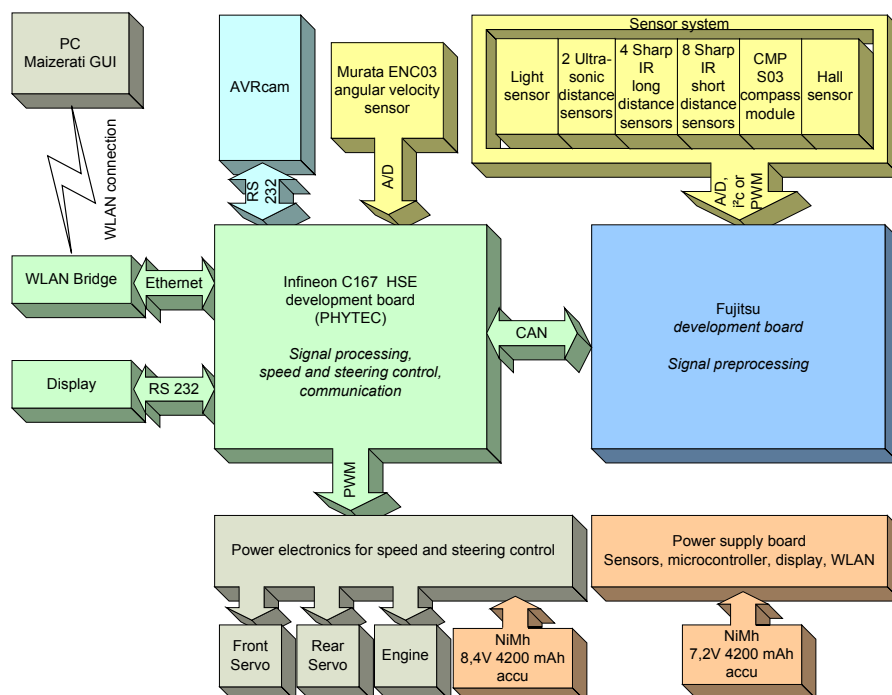 PC
Maizerati GUI
WLAN connection
AVRcam
RS
232
Murata ENC03
angular velocity
sensor
A/D
Sensor system
Light
sensor
2 Ultra-
sonic
distance
sensors
4 Sharp
IR
long
distance
sensors
8 Sharp
IR
short
distance
sensors
CMP
S03
compass
module
Hall
sensor
A/D,
i²c or
PWM
WLAN Bridge
Ethernet
Infineon C167 HSE
development board
(PHYTEC)
Signal processing,
speed and steering control,
communication
CAN
Fujitsu
development board
Signal preprocessing
Display
RS 232
PWM
Power electronics for speed and steering control
Power supply board
Sensors, microcontroller, display, WLAN
Front
Servo
Rear
Servo
Engine
NiMh
8,4V 4200 mAh
accu
NiMh
7,2V 4200 mAh
accu